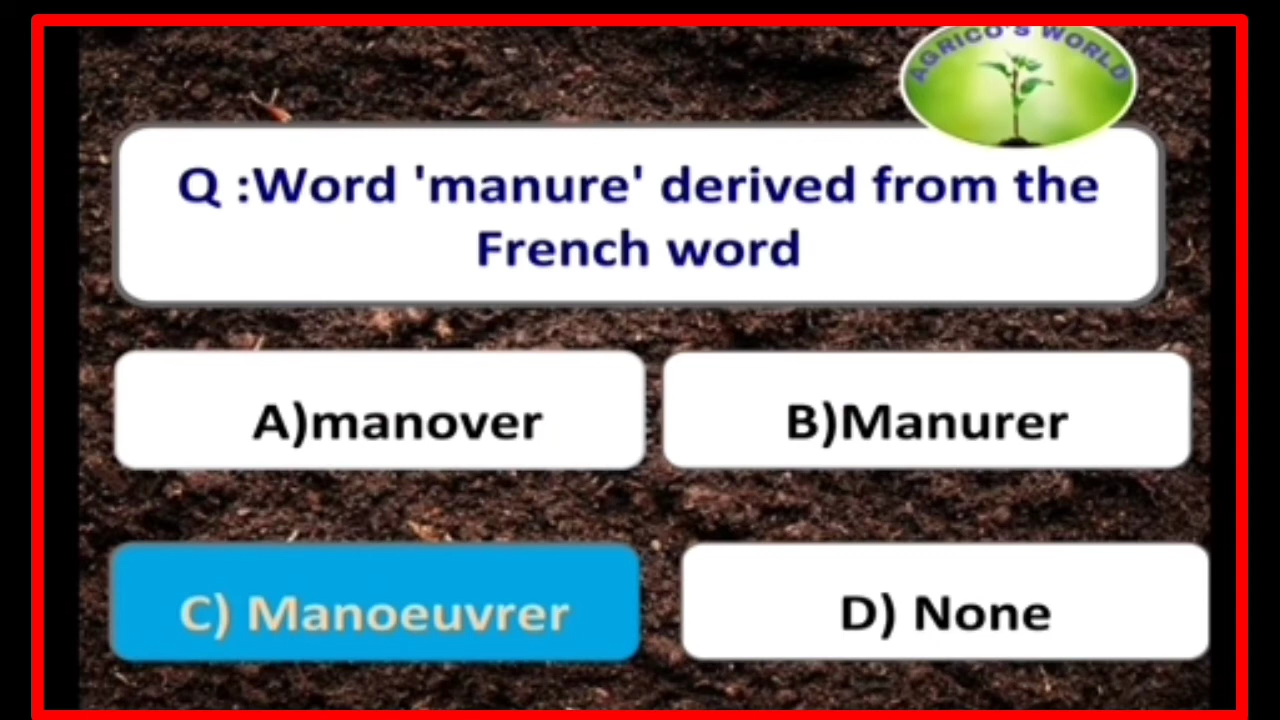 AGRICO'S WORLD
Q :Word 'manure' derived from the
French word
A)manover
B)Manurer
C) Manoeuvrer
D) None